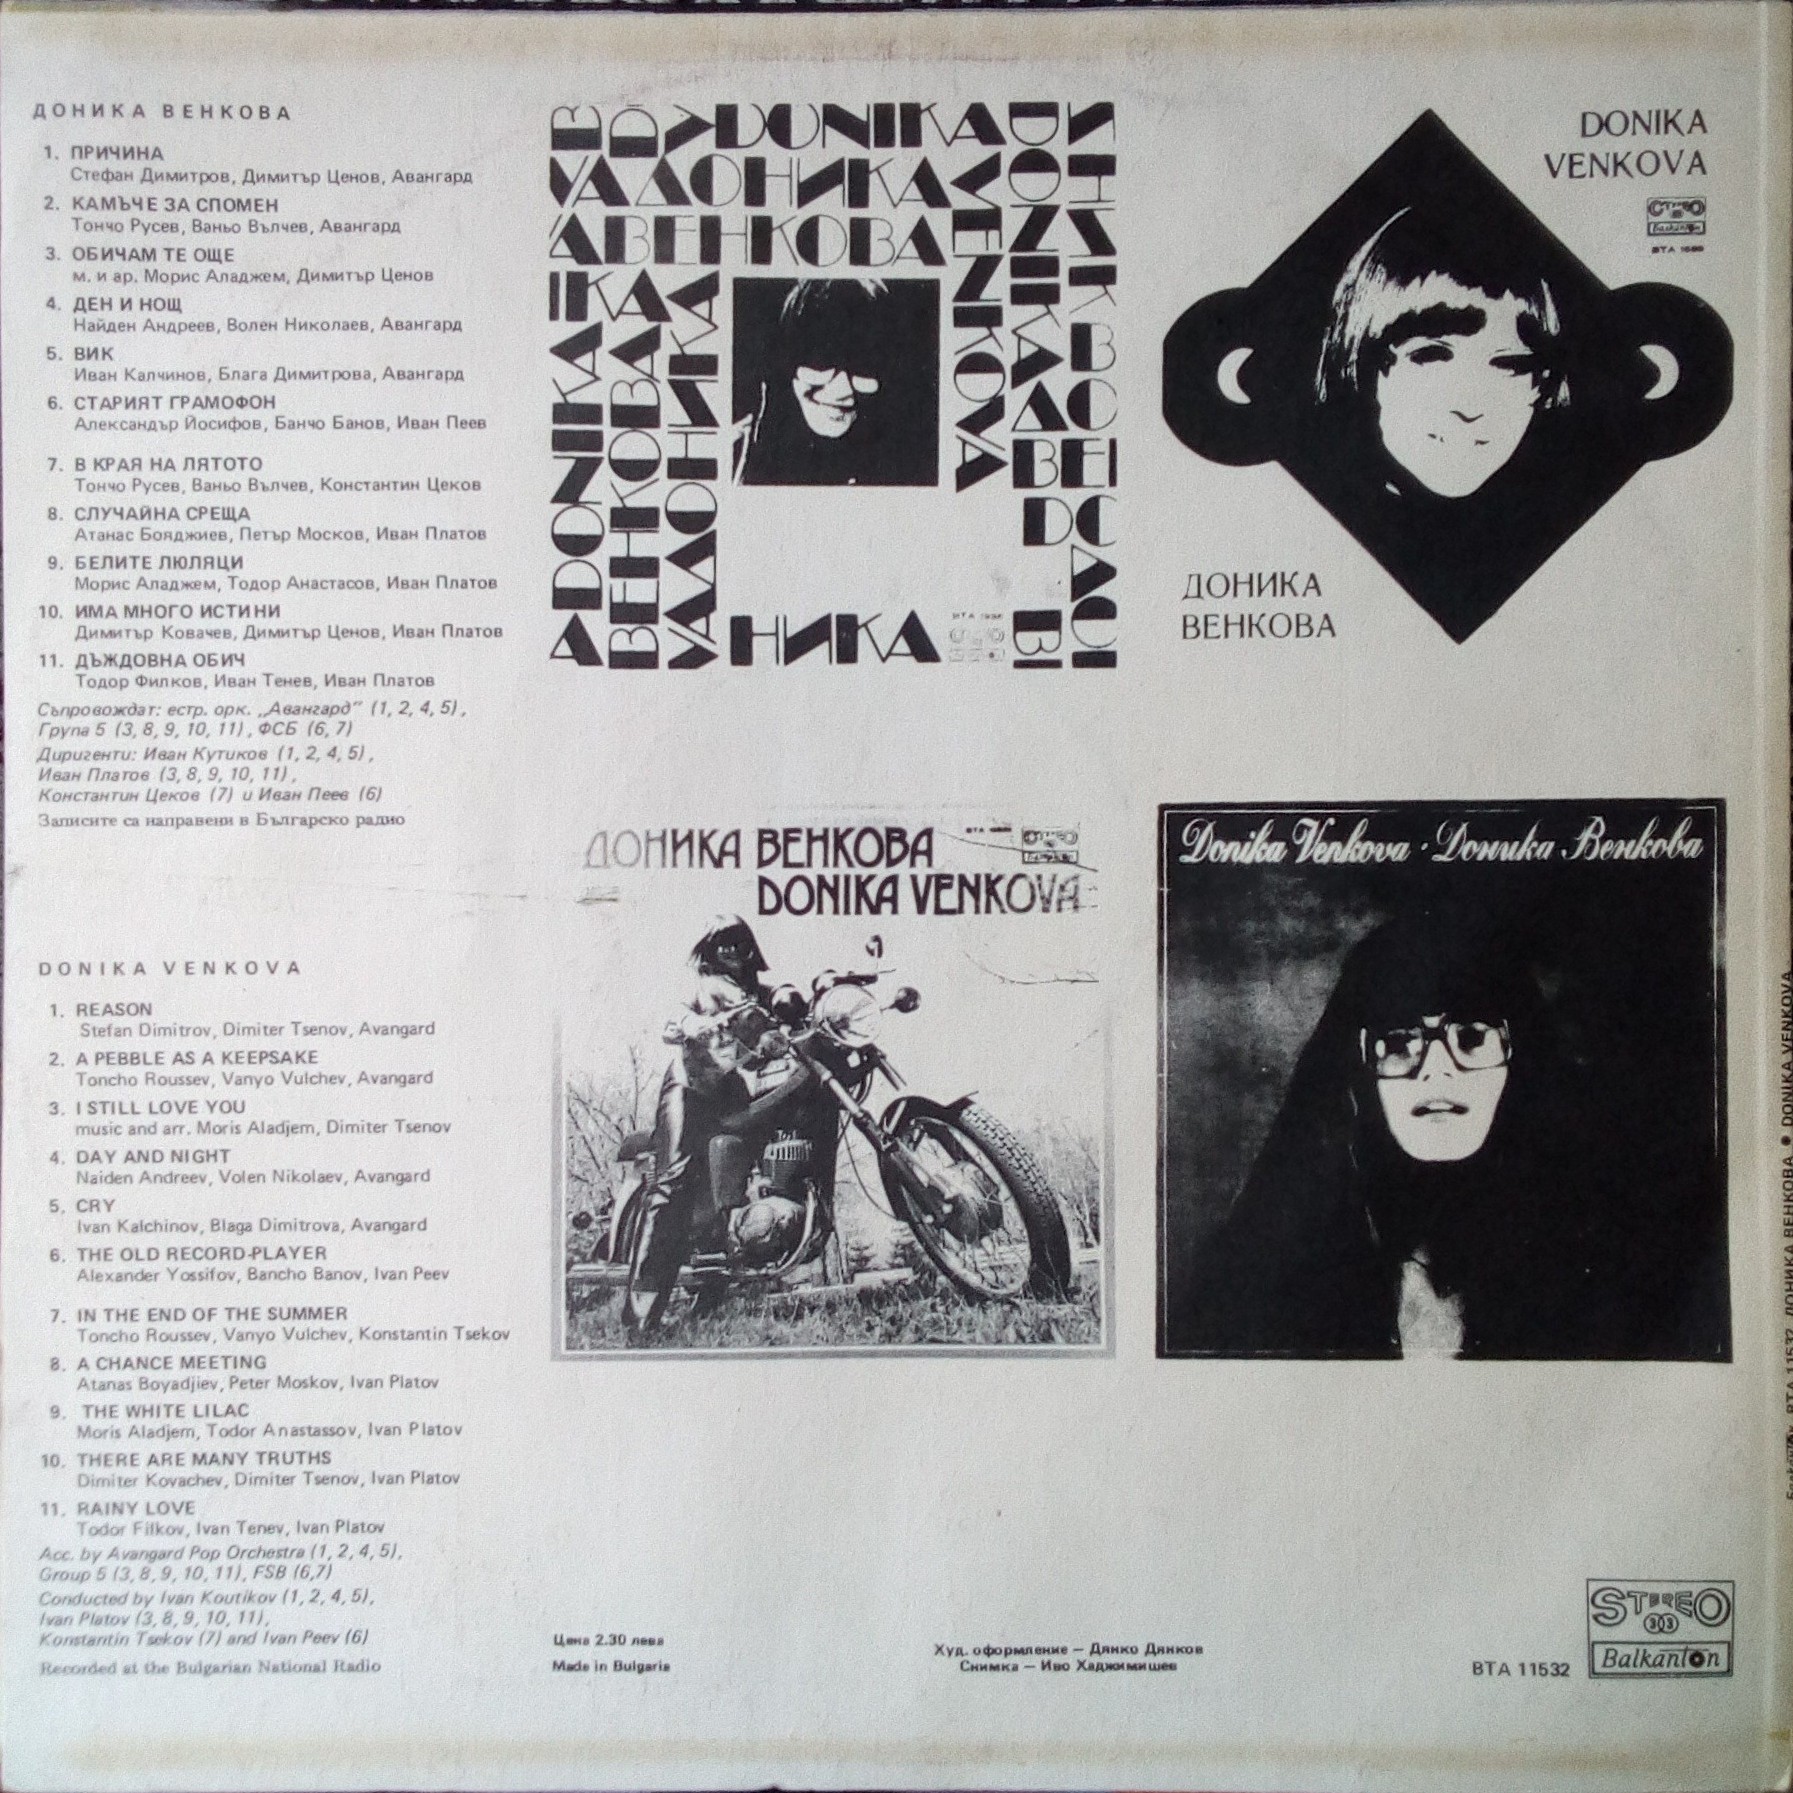 ДОНИКА ВЕНКОВА
1. ПРИЧИНА
Стефан Димитров, Димитър Ценов, Авангард
2. КАМЪЧЕ ЗА СПОМЕН
Тончо Русев, Ваньо Вълчев, Авангард
3. ОБИЧАМ ТЕ ОЩЕ
м. и ар. Морис Аладжем, Димитър Ценов
4. ДЕН И НОЩ
Найден Андреев, Волен Николаев, Авангард
5. ВИК
Иван Калчинов, Блага Димитрова, Авангард
6. СТАРИЯТ ГРАМОФОН
Александър Йосифов, Банчо Банов, Иван Пеев
7. В КРАЯ НА ЛЯТОТО
Тончо Русев, Ваньо Вълчев, Константин Цеков
8. СЛУЧАЙНА СРЕЩА
Атанас Бояджиев, Петър Москов, Иван Платов
9. БЕЛИТЕ ЛЮЛЯЦИ
Морис Аладжем, Тодор Анастасов, Иван Платов
10. ИМА МНОГО ИСТИНИ
Димитър Ковачев, Димитър Ценов, Иван Платов
11. ДЪЖДОВНА ОБИЧ
Тодор Филков, Иван Тенев, Иван Платов
Съпровождат: естр. орк. „Авангард" (1, 2, 4, 5),
Група 5 (3, 8, 9, 10, 11), ФСБ (6, 7)
Диригенти: Иван Кутиков (1, 2, 4, 5),
Иван Платов (3, 8, 9, 10, 11),
Константин Цеков (7) и Иван Пеев (6)
Записите са направени в Българско радио
DONIKA VENKOVA
1. REASON
Stefan Dimitrov, Dimiter Tsenov, Avangard
2. A PEBBLE AS A KEEPSAKE
Toncho Roussev, Vanyo Vulchev, Avangard
3. I STILL LOVE YOU
music and arr. Moris Aladjem, Dimiter Tsenov
4. DAY AND NIGHT
Naiden Andreev, Volen Nikolaev, Avangard
5. CRY
Ivan Kalchinov, Blaga Dimitrova, Avangard
6. THE OLD RECORD-PLAYER
Alexander Yossifov, Bancho Banov, Ivan Peev
7. IN THE END OF THE SUMMER
Toncho Roussev, Vanyo Vulchev, Konstantin Tsekov
8. A CHANCE MEETING
Atanas Boyadjiev, Peter Moskov, Ivan Platov
9. THE WHITE LILAC
Moris Aladjem, Todor Anastassov, Ivan Platov
10. THERE ARE MANY TRUTHS
Dimiter Kovachev, Dimiter Tsenov, Ivan Platov
11. RAINY LOVE
Todor Filkov, Ivan Tenev, Ivan Platov
Acc. by Avangard Pop Orchestra (1, 2, 4, 5),
Group 5 (3, 8, 9, 10, 11), FSB (6,7)
Conducted by Ivan Koutikov (1, 2, 4, 5),
Ivan Platov (3, 8, 9, 10, 11),
Konstantin Tsekov (7) and Ivan Peev (6)
Recorded at the Bulgarian National Radio
DONIKA
ДОНИКА
ВЕНКОВА
VENKOVA
DONIKA
ВЕНКОВА
ДОНИКА
НИКА
DONIKA
VENKOVA
СТЕРЕО
Balkanton
ДОНИКА
ВЕНКОВА
ДОНИКА ВЕНКОВА
DONIKA VENKOVA
Donika Venkova · Доника Венкова
Цена 2.30 лева
Made in Bulgaria
Худ. оформление — Дянко Дянков
Снимка — Иво Хаджимишев
ВТА 11532
STEREO
33
Balkanton
ВТА 11532 ДОНИКА ВЕНКОВА ● DONIKA VENKOVA